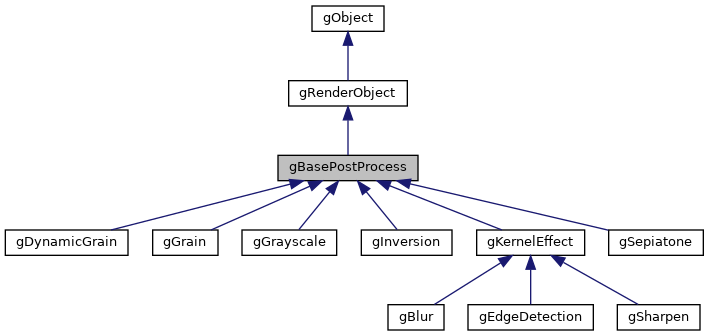 gObject
gRenderObject
gBasePostProcess
gDynamicGrain
gGrain
gGrayscale
gInversion
gKernelEffect
gSepiatone
gBlur
gEdgeDetection
gSharpen